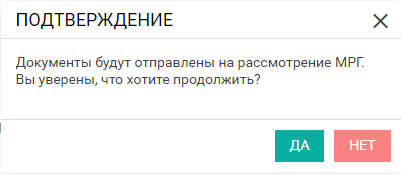 ПОДТВЕРЖДЕНИЕ
Документы будут отправлены на рассмотрение МРГ.
Вы уверены, что хотите продолжить?
ДА НЕТ